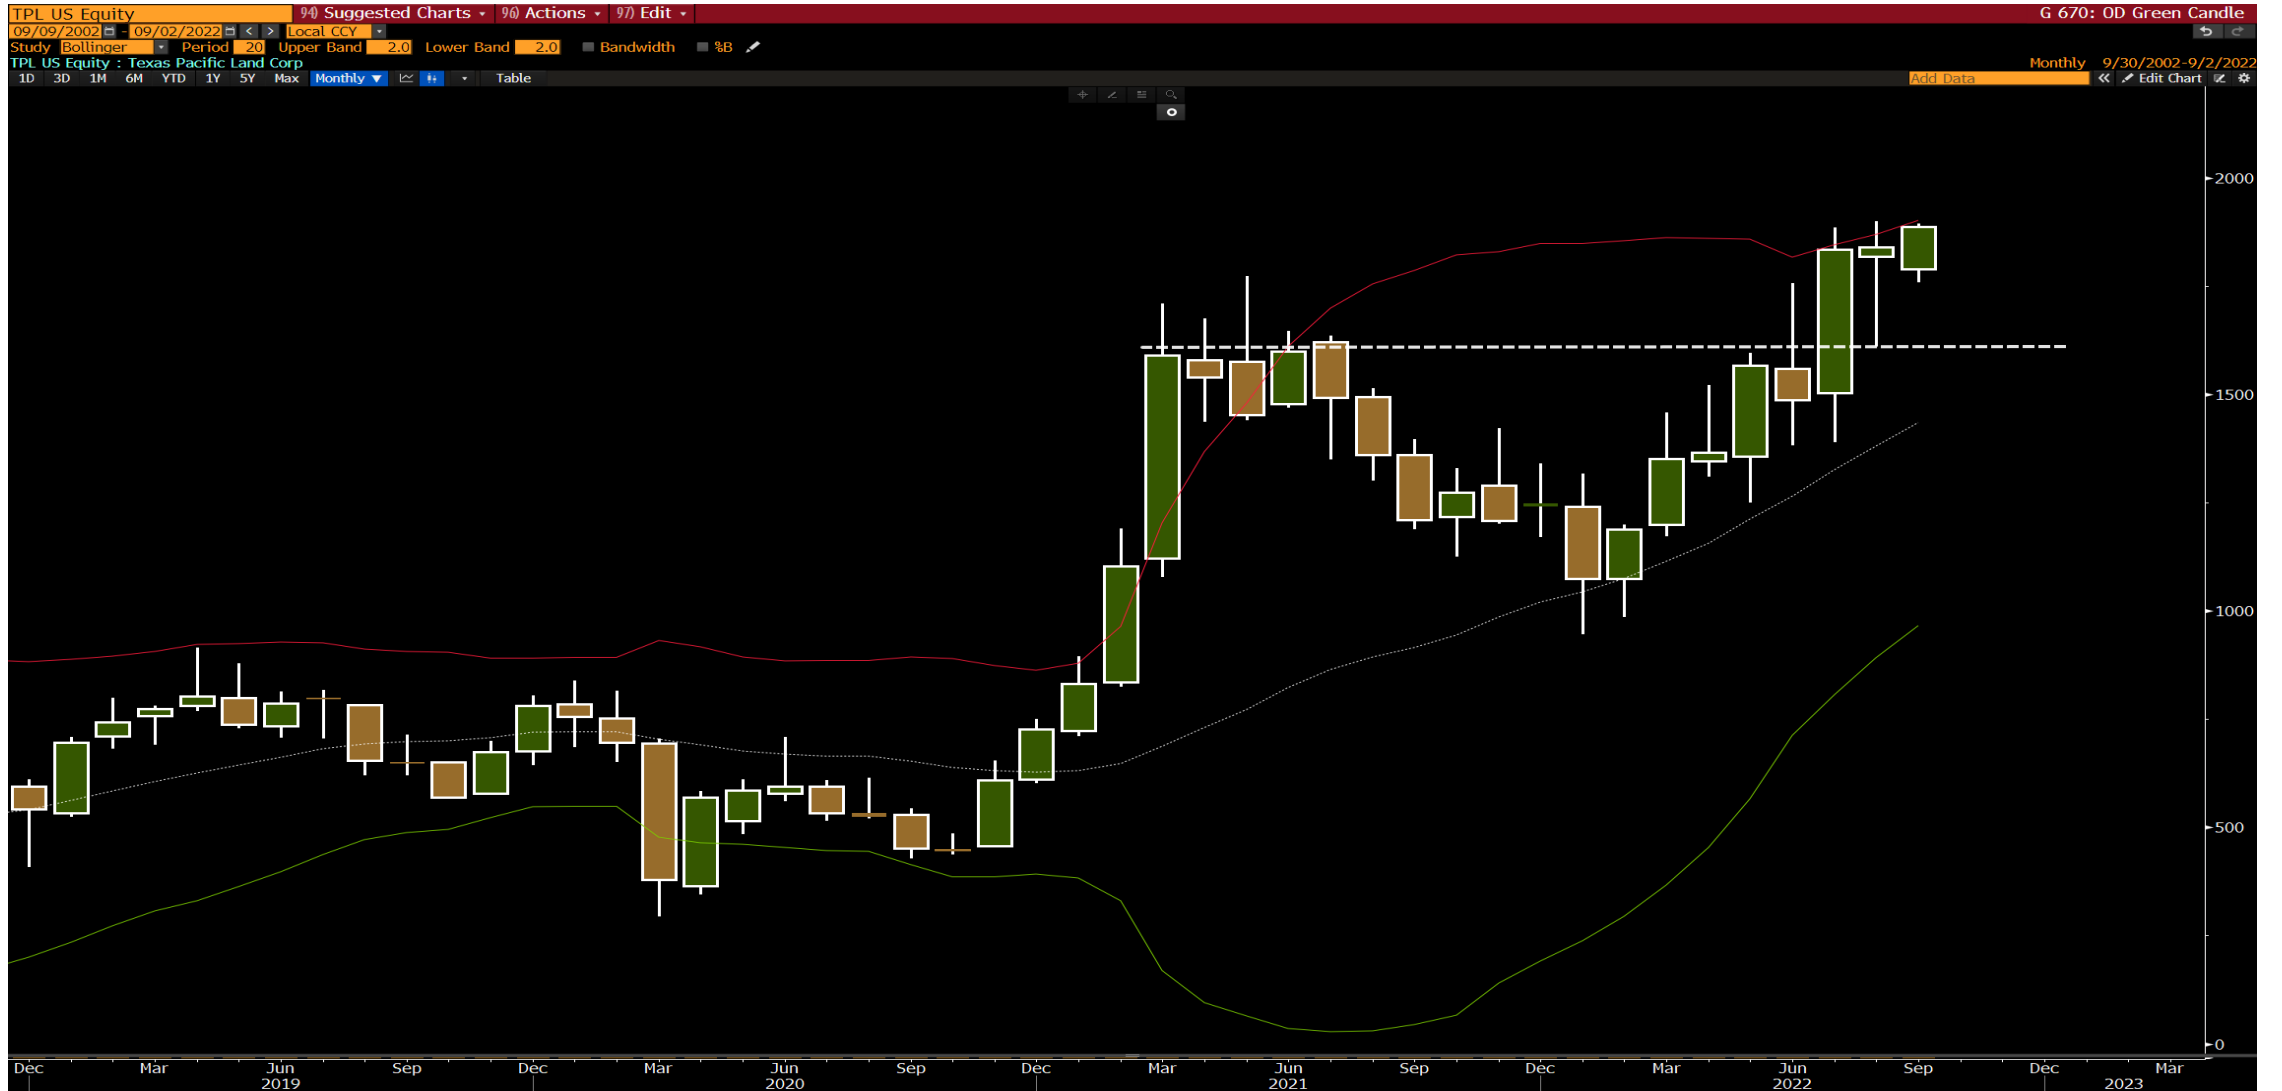 TPL US Equity 94) Suggested Charts 96) Actions 97) Edit G 670: OD Green Candle
09/09/2002 - 09/02/2022 < > Local CCY
Study Bollinger Period 20 Upper Band 2.0 Lower Band 2.0 Bandwidth %B
TPL US Equity : Texas Pacific Land Corp
Monthly 9/30/2002-9/2/2022
1D 3D 1M 6M YTD 1Y 5Y Max Monthly ▼ Table Add Data « Edit Chart
2000
1500
1000
500
0
Dec Mar Jun Sep Dec Mar Jun Sep Dec Mar Jun Sep Dec Mar Jun Sep Dec Mar
2019 2020 2021 2022 2023